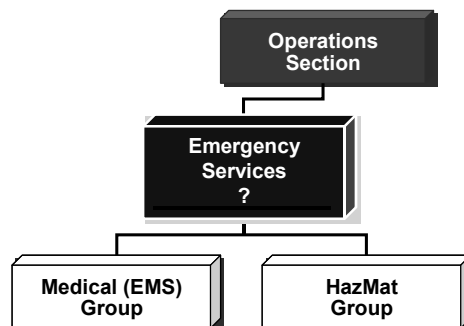 Operations
Section
Emergency
Services
?
Medical (EMS)
Group
HazMat
Group